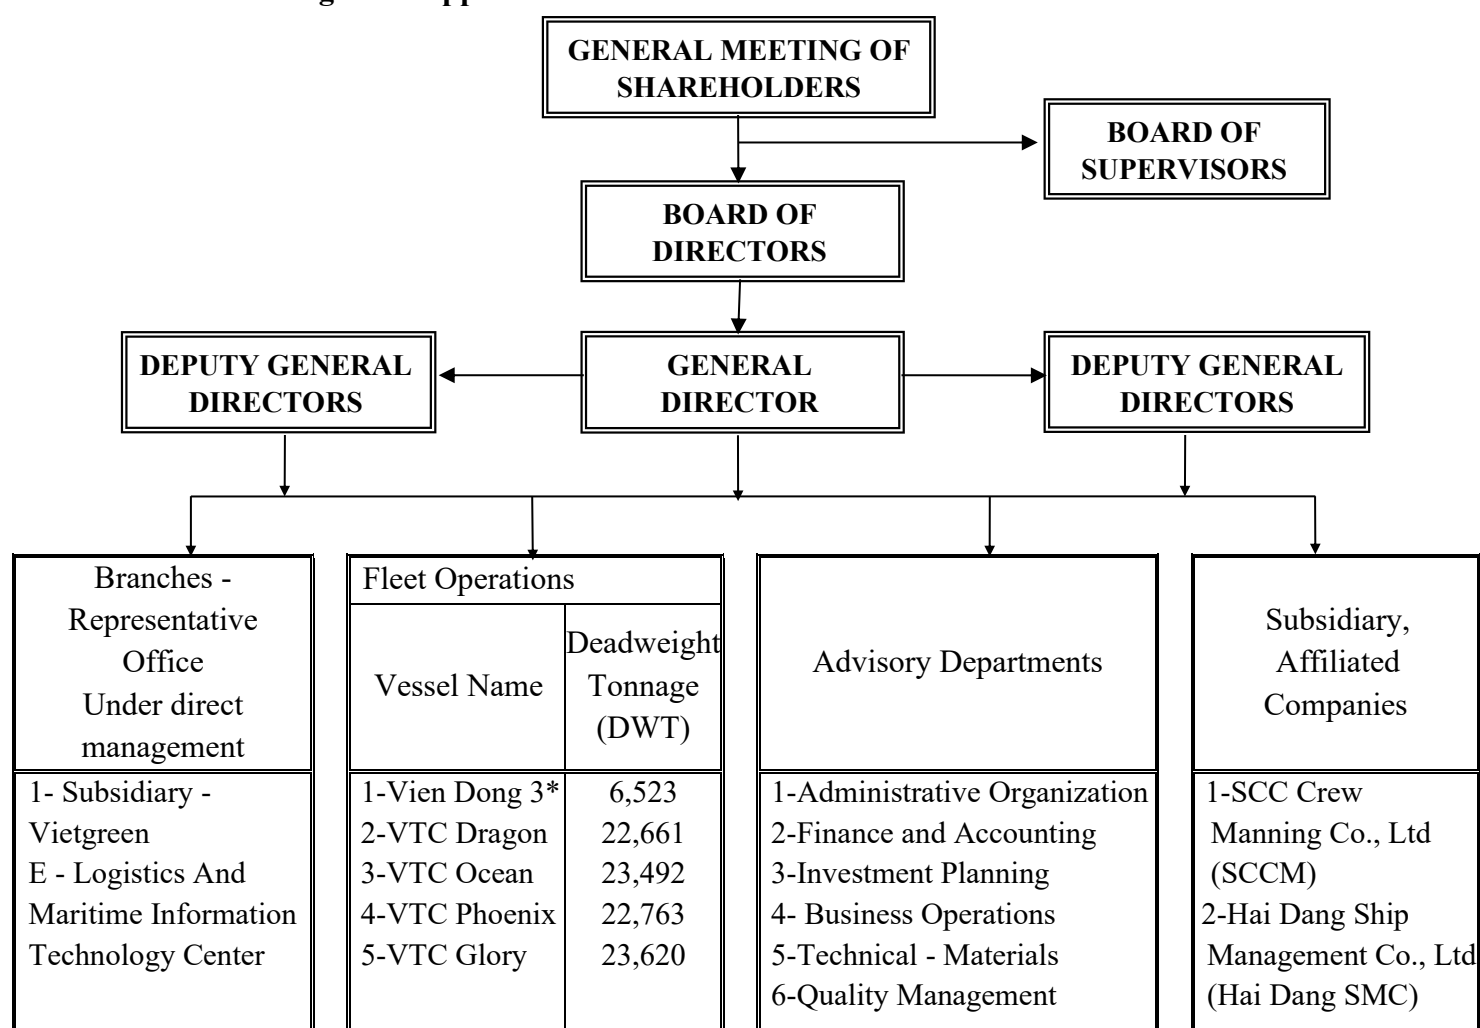 GENERAL MEETING OF
SHAREHOLDERS
BOARD OF
SUPERVISORS
BOARD OF
DIRECTORS
DEPUTY GENERAL
DIRECTORS
GENERAL
DIRECTOR
DEPUTY GENERAL
DIRECTORS
Branches -
Representative
Office
Under direct
management
1- Subsidiary -
Vietgreen
E - Logistics And
Maritime Information
Technology Center
Fleet Operations
Vessel Name
Deadweight
Tonnage
(DWT)
1-Vien Dong 3* 6,523
2-VTC Dragon 22,661
3-VTC Ocean 23,492
4-VTC Phoenix 22,763
5-VTC Glory 23,620
Advisory Departments
1-Administrative Organization
2-Finance and Accounting
3-Investment Planning
4- Business Operations
5-Technical - Materials
6-Quality Management
Subsidiary,
Affiliated
Companies
1-SCC Crew
Manning Co., Ltd
(SCCM)
2-Hai Dang Ship
Management Co., Ltd
(Hai Dang SMC)